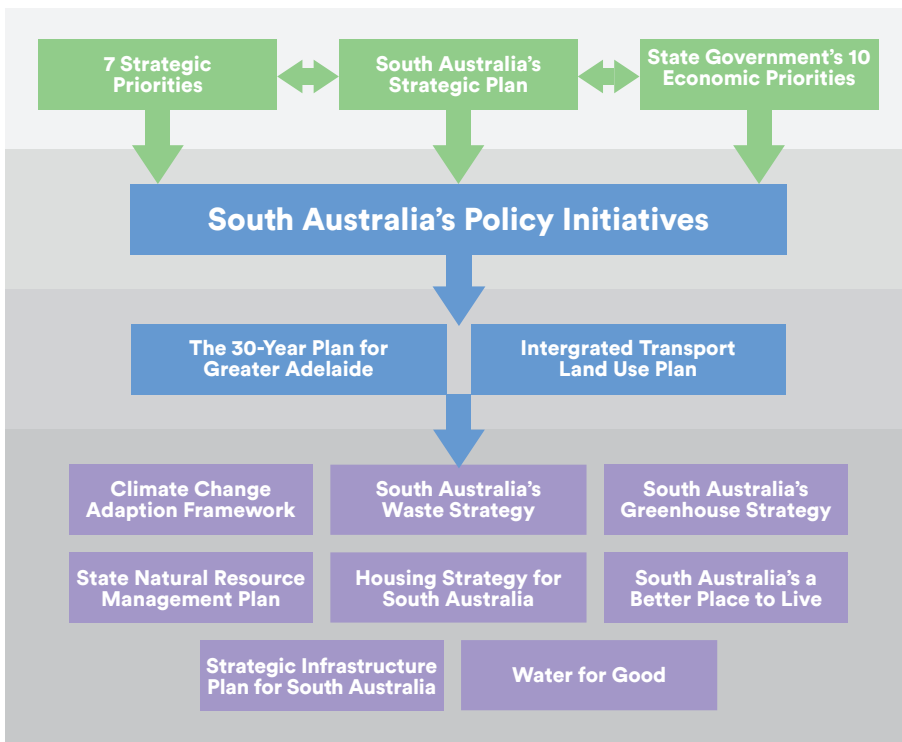 7 Strategic
Priorities
South Australia’s
Strategic Plan
State Government’s 10
Economic Priorities
South Australia’s Policy Initiatives
The 30-Year Plan for
Greater Adelaide
Intergrated Transport
Land Use Plan
Climate Change
Adaption Framework
South Australia’s
Waste Strategy
South Australia’s
Greenhouse Strategy
State Natural Resource
Management Plan
Housing Strategy for
South Australia
South Australia’s a
Better Place to Live
Strategic Infrastructure
Plan for South Australia
Water for Good